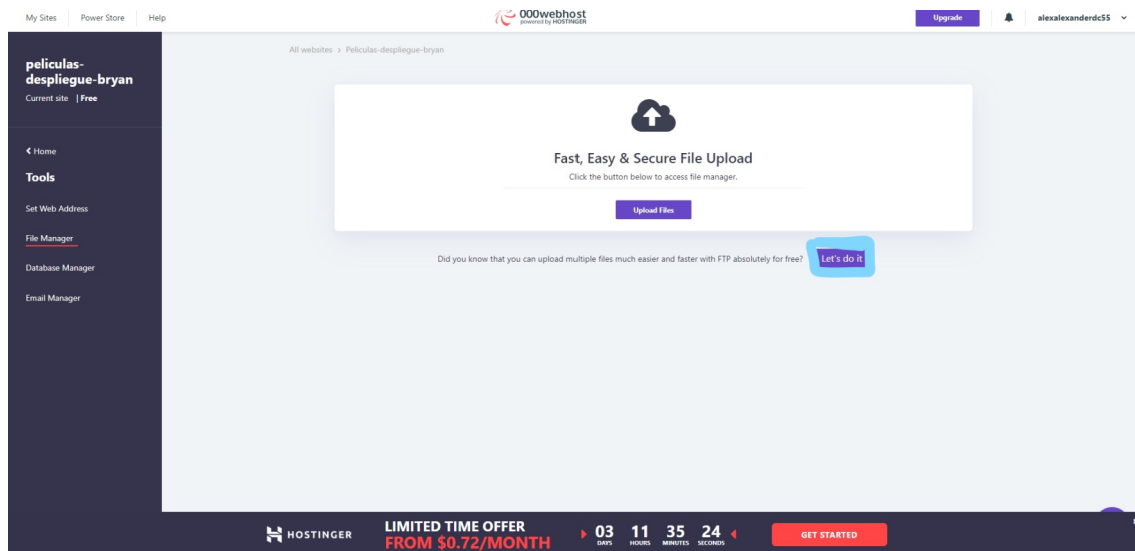 My Sites
Power Store
Help
000webhost
powered by HOSTINGER
Upgrade
alexalexanderdc55
peliculas-
despliegue-bryan
Current site | Free
Home
Tools
Set Web Address
File Manager
Database Manager
Email Manager
All websites > Peliculas-despliegue-bryan
Fast, Easy & Secure File Upload
Click the button below to access file manager.
Upload Files
Did you know that you can upload multiple files much easier and faster with FTP absolutely for free? Let's do it
HOSTINGER
LIMITED TIME OFFER
FROM $0.72/MONTH
03 11 35 24
DAYS HOURS MINUTES SECONDS
GET STARTED